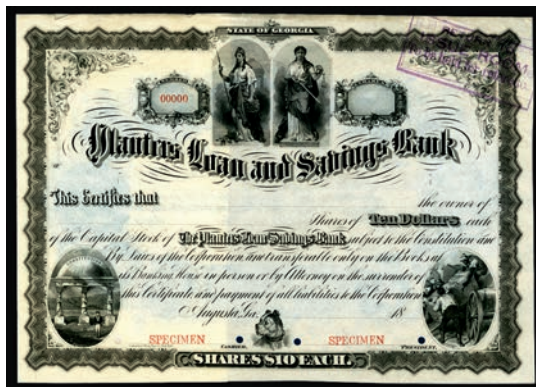 STATE OF GEORGIA
00000
Planters Loan and Savings Bank
This Certifies that
the owner of
Shares of Ten Dollars each
of the Capital Stock of The Planters Loan & Savings Bank subject to the Constitution and
By Laws of the Corporation and transferable only on the Books of
its Banking House in person or by Attorney on the surrender of
this Certificate and payment of all liabilities to the Corporation
Augusta, Ga. 18
SPECIMEN SPECIMEN
CASHIER. PRESIDENT.
SHARES $10 EACH.